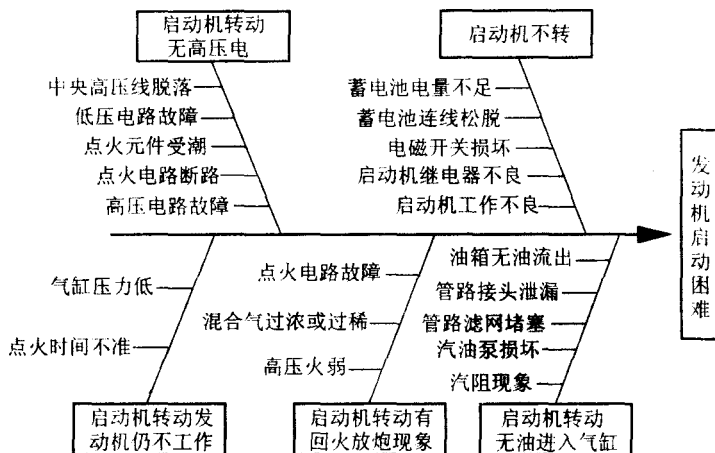 启动机转动
无高压电
启动机不转
中央高压线脱落
低压电路故障
点火元件受潮
点火电路断路
高压电路故障
蓄电池电量不足
蓄电池连线松脱
电磁开关损坏
启动机继电器不良
启动机工作不良
发动机启动困难
气缸压力低
点火时间不准
点火电路故障
混合气过浓或过稀
高压火弱
油箱无油流出
管路接头泄漏
管路滤网堵塞
汽油泵损坏
汽阻现象
启动机转动发
动机仍不工作
启动机转动有
回火放炮现象
启动机转动
无油进入气缸